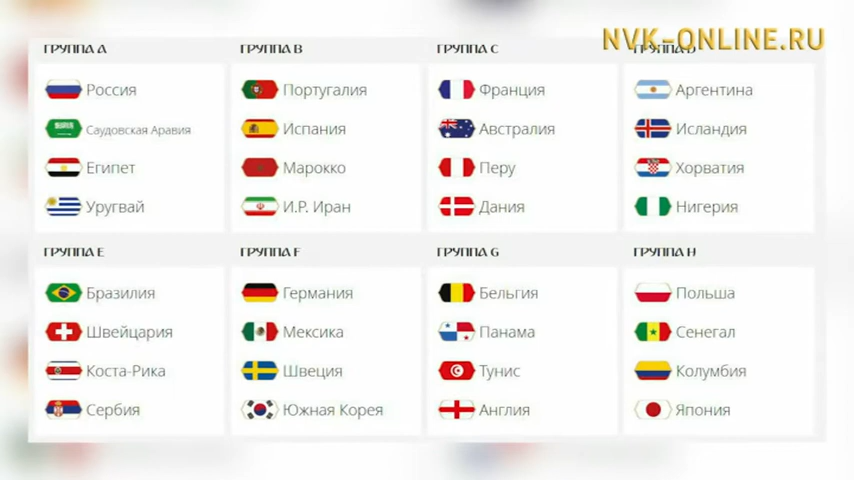 NVK-ONLINE.RU
ГРУППА A
ГРУППА B
ГРУППА C
ГРУППА D
Россия
Португалия
Франция
Аргентина
Саудовская Аравия
Испания
Австралия
Исландия
Египет
Марокко
Перу
Хорватия
Уругвай
И.Р. Иран
Дания
Нигерия
ГРУППА E
ГРУППА F
ГРУППА G
ГРУППА H
Бразилия
Германия
Бельгия
Польша
Швейцария
Мексика
Панама
Сенегал
Коста-Рика
Швеция
Тунис
Колумбия
Сербия
Южная Корея
Англия
Япония